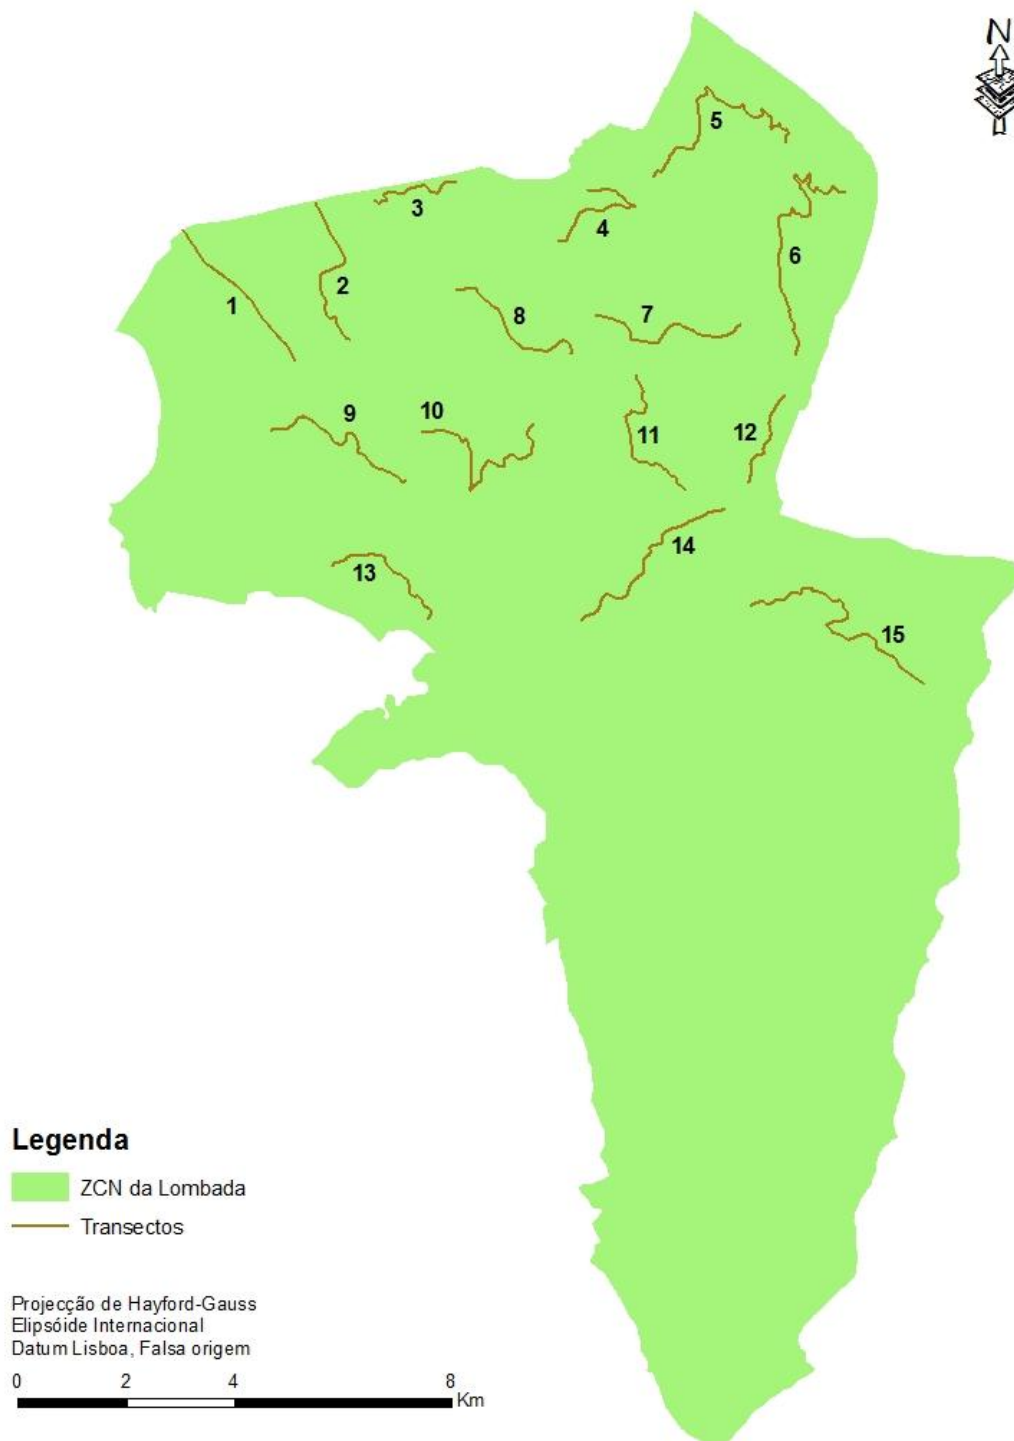 N
5
3
4
6
2
1
8
7
9
10
11
12
14
13
15
Legenda
ZCN da Lombada
Transectos
Projecção de Hayford-Gauss
Elipsóide Internacional
Datum Lisboa, Falsa origem
0 2 4 8
Km